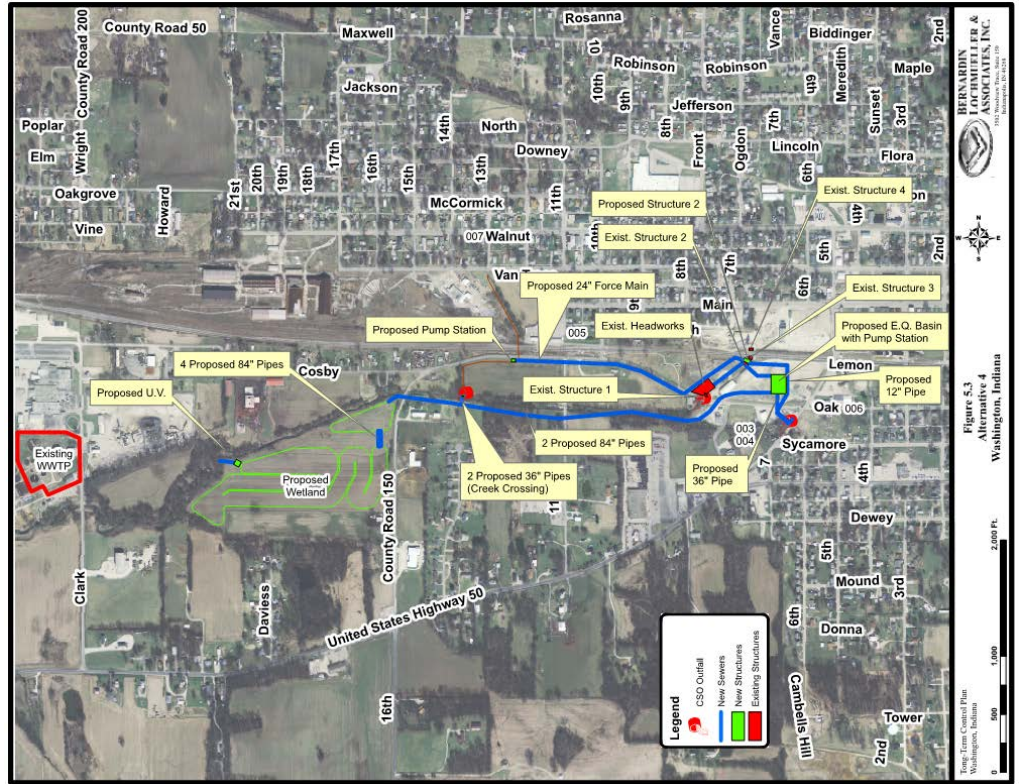 County Road 50
County Road 200
Maxwell
Rosanna
10
Vance
Biddinger
2nd
Robinson
Robinson
10th
9th
6th
Meredith
Maple
Jackson
Jefferson
Poplar
Elm
Wright
14th
North
Downey
8th
Front
Ogdon
7th
Lincoln
Sunset
3rd
Flora
Oakgrove
Vine
Howard
21st
20th
19th
18th
17th
16th
15th
13th
11th
6th
McCormick
Proposed Structure 2
Exist. Structure 4
4th
on
007
Walnut
10th
Exist. Structure 2
7th
5th
2nd
Van T
8th
9t
Main
6th
Proposed 24" Force Main
Exist. Structure 3
Proposed Pump Station
005
Exist. Headworks
h
Proposed E.Q. Basin
with Pump Station
4 Proposed 84" Pipes
Cosby
Lemon
Proposed U.V.
Exist. Structure 1
Proposed
12" Pipe
Oak
006
Existing
WWTP
2 Proposed 84" Pipes
003
004
Sycamore
Proposed
Wetland
2 Proposed 36" Pipes
(Creek Crossing)
Proposed
36" Pipe
7
4th
County Road 150
11
Dewey
Clark
Daviess
United States Highway 50
5th
Mound
3rd
6th
Donna
16th
Cambells Hill
Tower
2nd
Legend
CSO Outfall
New Sewers
New Structures
Existing Structures
BERNARDIN
LOCHMUELLER &
ASSOCIATES, INC.
Figure 5.3
Alternative 4
Washington, Indiana
0
500
1,000
2,000 Ft.
Long-Term Control Plan
Washington, Indiana